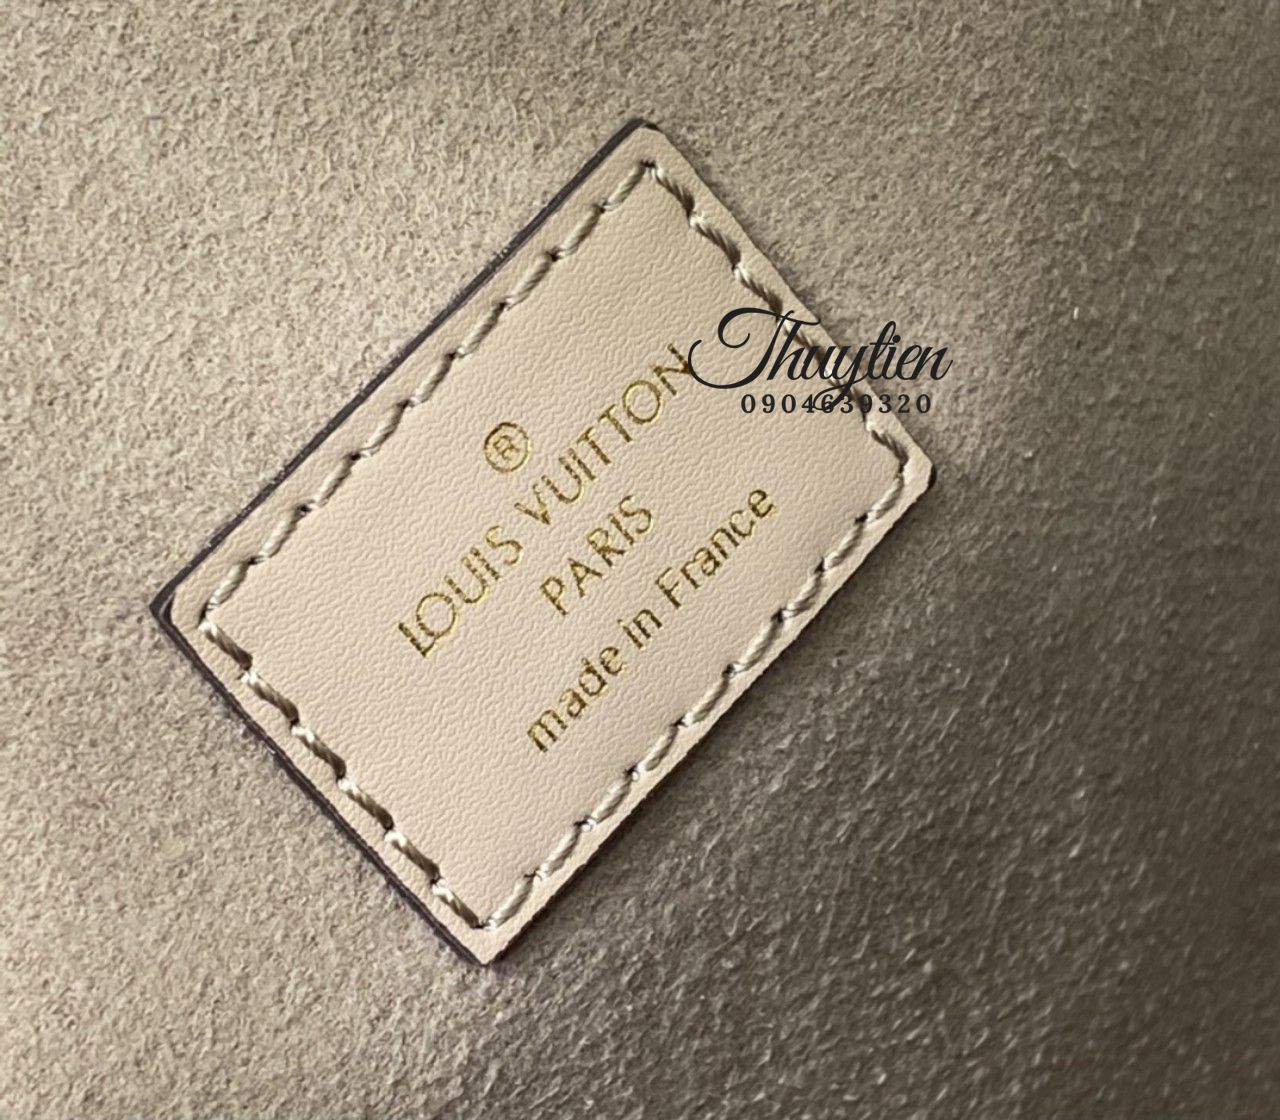 ®
LOUIS VUITTON
PARIS
made in France
Thuytien
0904639320